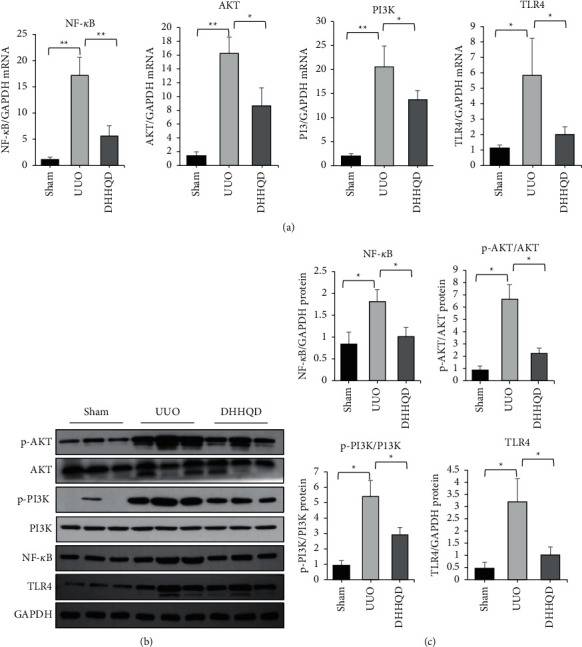 NF-κB
NF-κB/GAPDH mRNA
25
20
15
10
5
0
**
**
Sham
UUO
DHHQD
AKT
AKT/GAPDH mRNA
20
18
16
14
12
10
8
6
4
2
0
**
*
Sham
UUO
DHHQD
PI3K
PI3/GAPDH mRNA
30
25
20
15
10
5
0
**
*
Sham
UUO
DHHQD
TLR4
TLR4/GAPDH mRNA
9
8
7
6
5
4
3
2
1
0
*
*
Sham
UUO
DHHQD
(a)
Sham
UUO
DHHQD
p-AKT
AKT
p-PI3K
PI3K
NF-κB
TLR4
GAPDH
(b)
NF-κB
NF-κB/GAPDH protein
2.5
2
1.5
1
0.5
0
*
*
Sham
UUO
DHHQD
p-AKT/AKT
p-AKT/AKT protein
9
7
6
4
3
1
0
*
*
Sham
UUO
DHHQD
p-PI3K/P13K
p-PI3K/PI3K protein
7
6
5
4
3
2
1
0
*
*
Sham
UUO
DHHQD
TLR4
TLR4/GAPDH protein
4.5
4
3.5
3
2.5
2
1.5
1
0.5
0
*
*
Sham
UUO
DHHQD
(c)